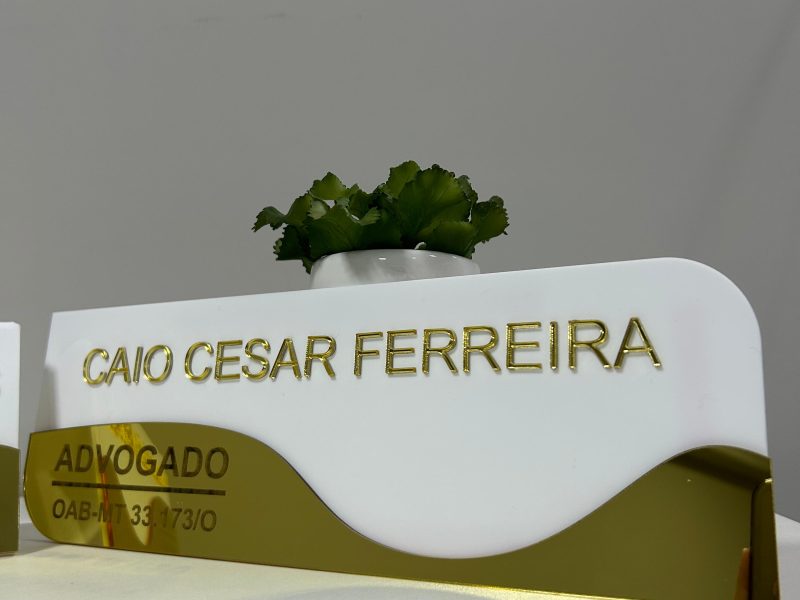 CAIO CESAR FERREIRA
ADVOGADO
OAB-MT 33.173/O